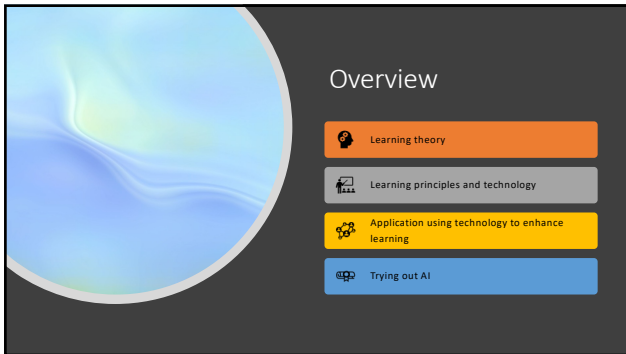 Overview
Learning theory
Learning principles and technology
Application using technology to enhance
learning
Trying out AI